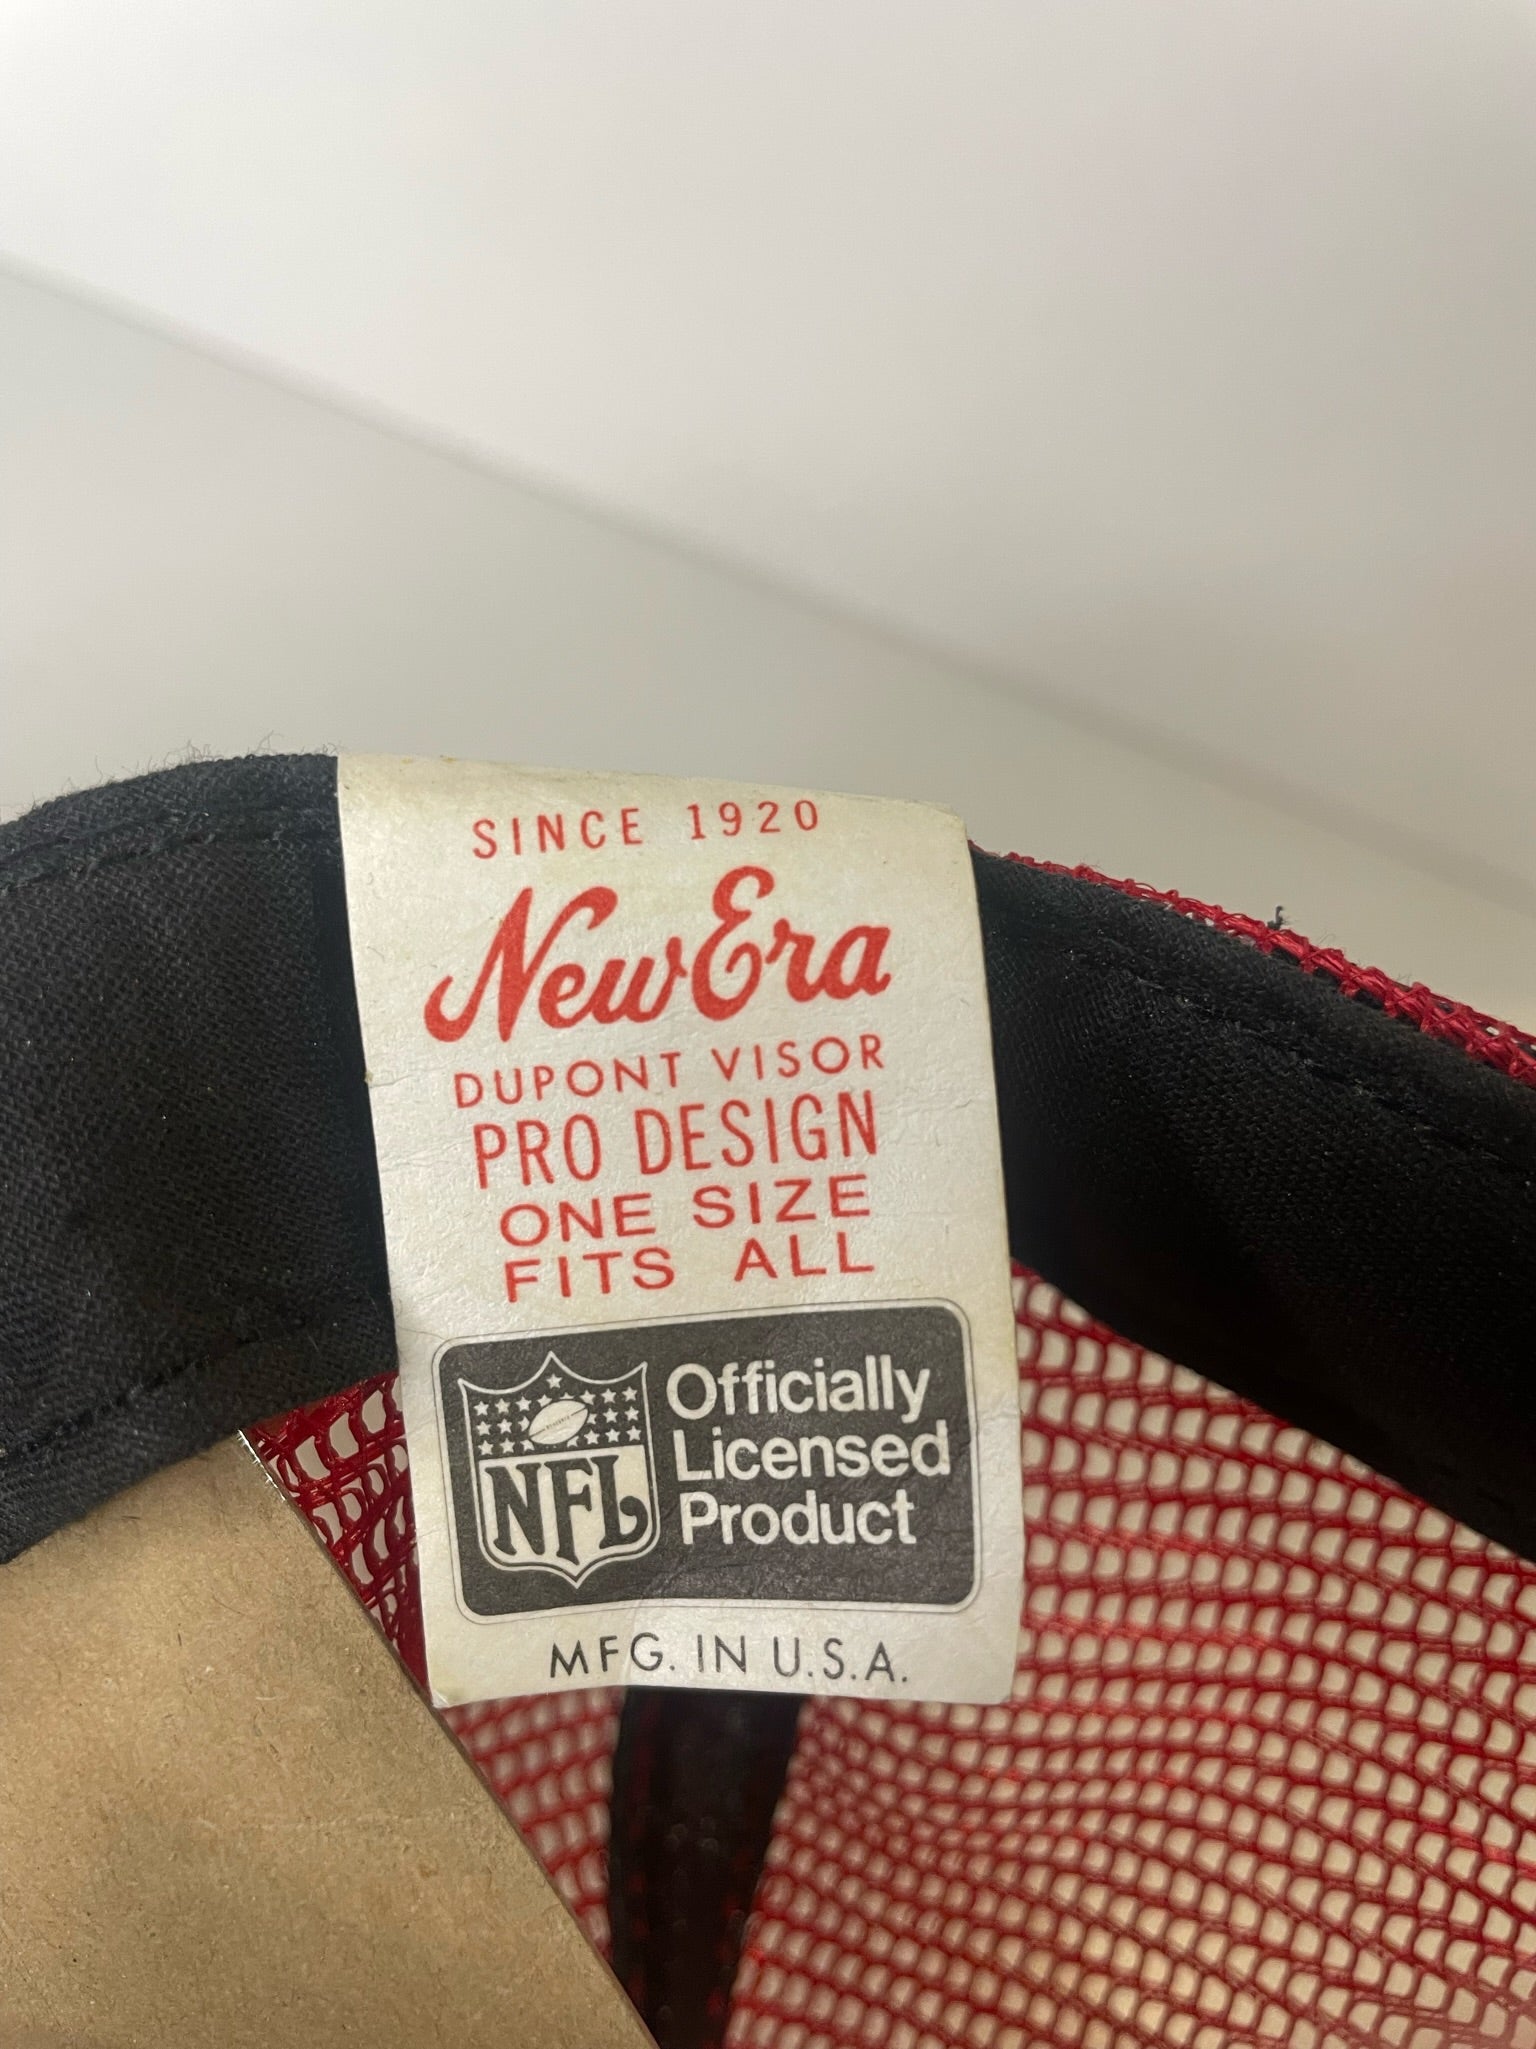 SINCE 1920
New Era
DUPONT VISOR
PRO DESIGN
ONE SIZE
FITS ALL
NFL
Officially
Licensed
Product
MFG. IN U.S.A.